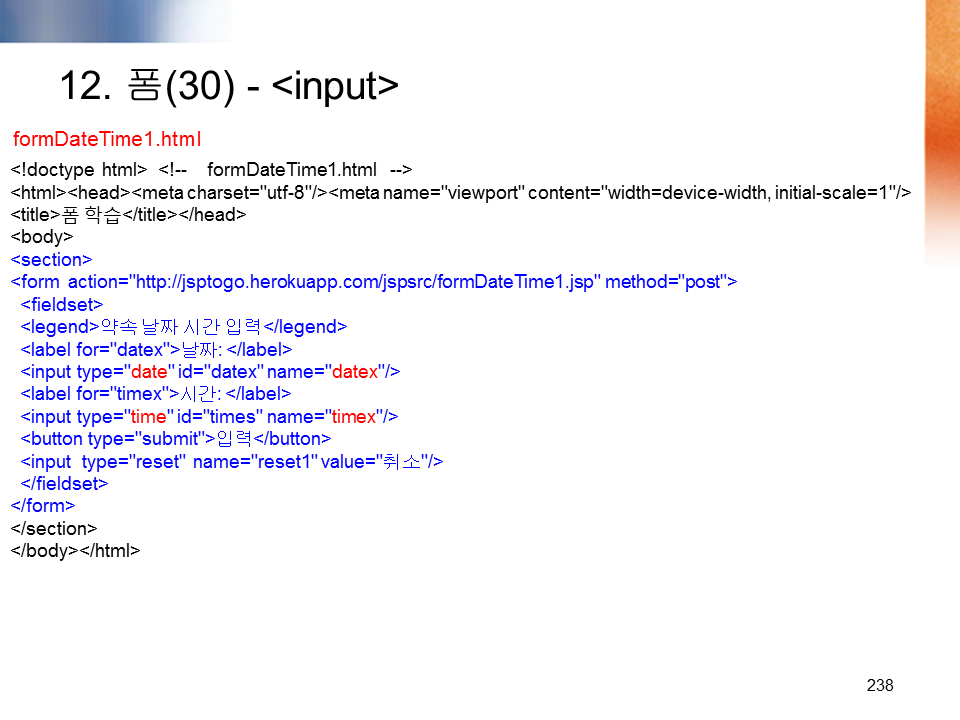 12. 폼(30) - <input>
formDateTime1.html
<!doctype html> <!-- formDateTime1.html -->
<html><head><meta charset="utf-8"/><meta name="viewport" content="width=device-width, initial-scale=1"/>
<title>폼 학습</title></head>
<body>
<section>
<form action="http://jsptogo.herokuapp.com/jspsrc/formDateTime1.jsp" method="post">
<fieldset>
<legend>약속 날짜 시간 입력</legend>
<label for="datex">날짜: </label>
<input type="date" id="datex" name="datex"/>
<label for="timex">시간: </label>
<input type="time" id="times" name="timex"/>
<button type="submit">입력</button>
<input type="reset" name="reset1" value="취소"/>
</fieldset>
</form>
</section>
</body></html>
238